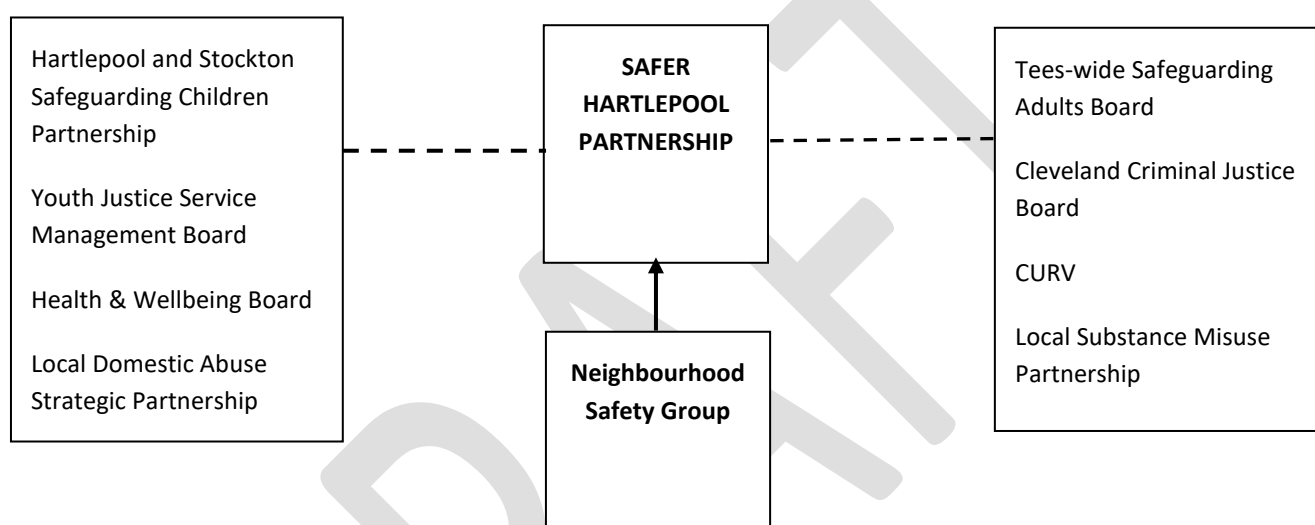 Hartlepool and Stockton
Safeguarding Children
Partnership
Youth Justice Service
Management Board
Health & Wellbeing Board
Local Domestic Abuse
Strategic Partnership
SAFER
HARTLEPOOL
PARTNERSHIP
Neighbourhood
Safety Group
Tees-wide Safeguarding
Adults Board
Cleveland Criminal Justice
Board
CURV
Local Substance Misuse
Partnership
DRAFT